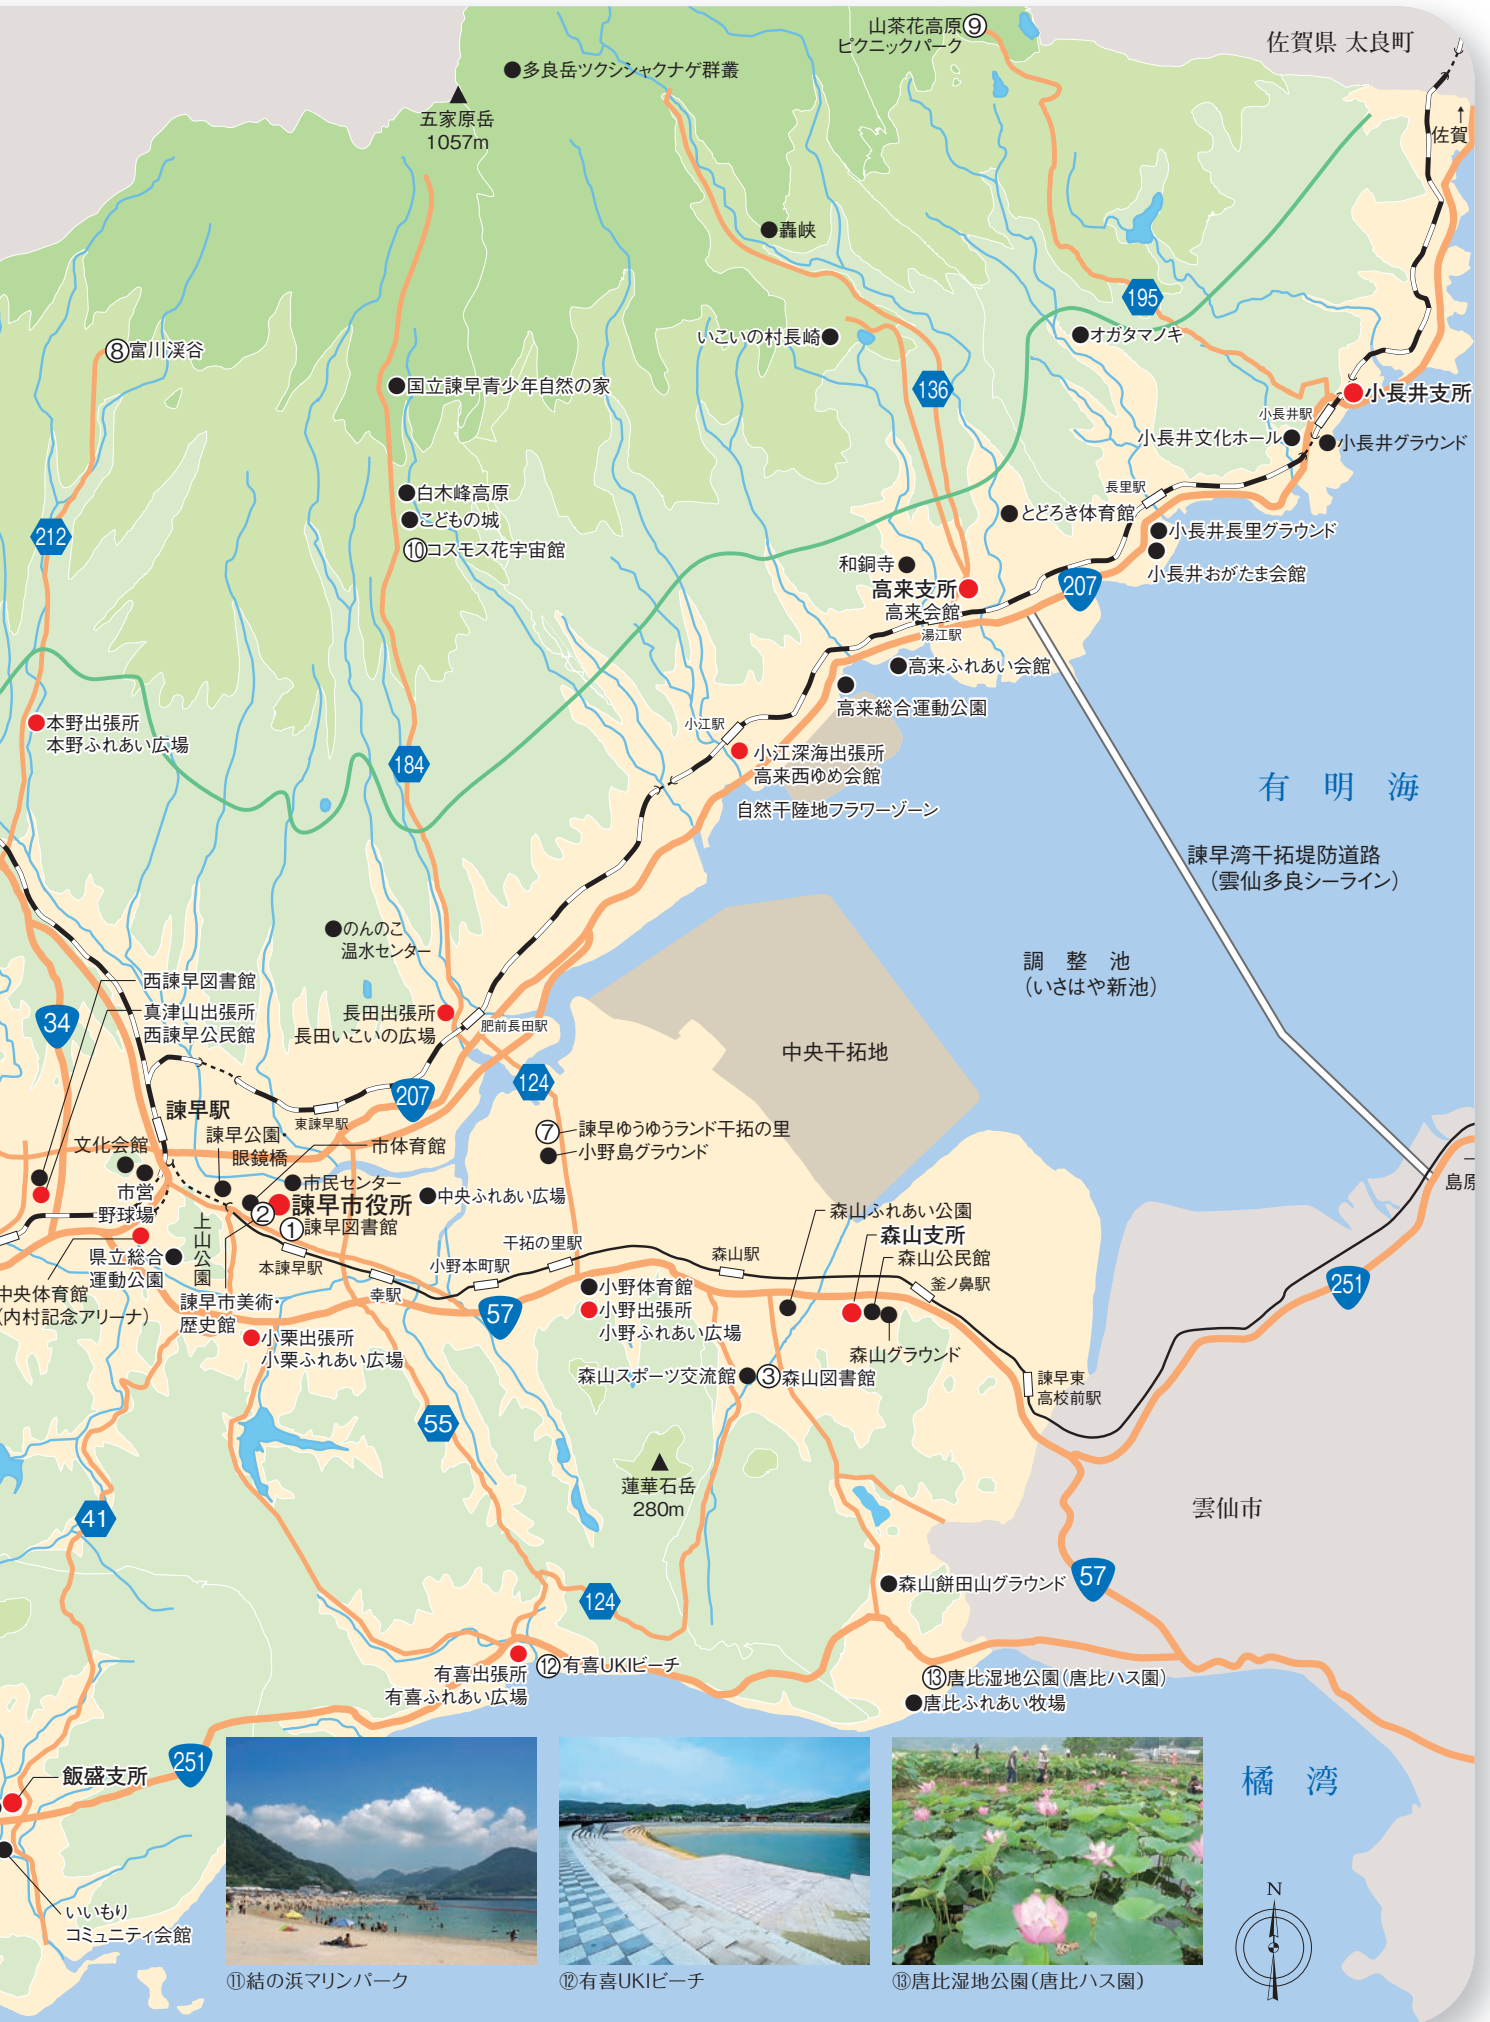 山茶花高原⑨
ピクニックパーク
佐賀県 太良町
●多良岳ツクシシャクナゲ群叢
▲
五家原岳
1057m
↑
佐賀
●轟峡
195
いこいの村長崎●
●オガタマノキ
⑧富川渓谷
●国立諫早青少年自然の家
136
●小長井支所
小長井駅
小長井文化ホール●
●小長井グラウンド
●白木峰高原
●こどもの城
⑩コスモス花宇宙館
長里駅
●とどろき体育館
●小長井長里グラウンド
小長井おがたま会館
212
和銅寺●
高来支所●
高来会館
湯江駅
207
●高来ふれあい会館
高来総合運動公園
●本野出張所
本野ふれあい広場
小江駅
184
小江深海出張所
高来西ゆめ会館
自然干陸地フラワーゾーン
有明海
諫早湾干拓堤防道路
(雲仙多良シーライン)
●のんのこ
温水センター
調整池
(いさはや新池)
西諫早図書館
真津山出張所
西諫早公民館
34
長田出張所●
長田いこいの広場
肥前長田駅
中央干拓地
124
207
諫早駅
東諫早駅
諫早公園・
眼鏡橋
文化会館
市体育館
⑦諫早ゆうゆうランド干拓の里
●小野島グラウンド
市営
野球場
●市民センター
諫早市役所
●中央ふれあい広場
②
①諫早図書館
島原
上山公園
県立総合●
運動公園
中央体育館
(内村記念アリーナ)
本諫早駅
幸駅
小野本町駅
干拓の里駅
森山駅
森山ふれあい公園
森山支所
森山公民館
釜ノ鼻駅
251
諫早市美術・
歴史館
57
●小野体育館
●小野出張所
小野ふれあい広場
●小栗出張所
小栗ふれあい広場
森山グラウンド
森山スポーツ交流館●③森山図書館
諫早東
高校前駅
55
▲
蓮華石岳
280m
41
雲仙市
●森山餅田山グラウンド
57
124
有喜出張所
有喜ふれあい広場
⑫有喜UKIビーチ
⑬唐比湿地公園(唐比ハス園)
●唐比ふれあい牧場
251
飯盛支所
橘湾
いいもり
コミュニティ会館
N
⑪結の浜マリンパーク
⑫有喜UKIビーチ
⑬唐比湿地公園(唐比ハス園)